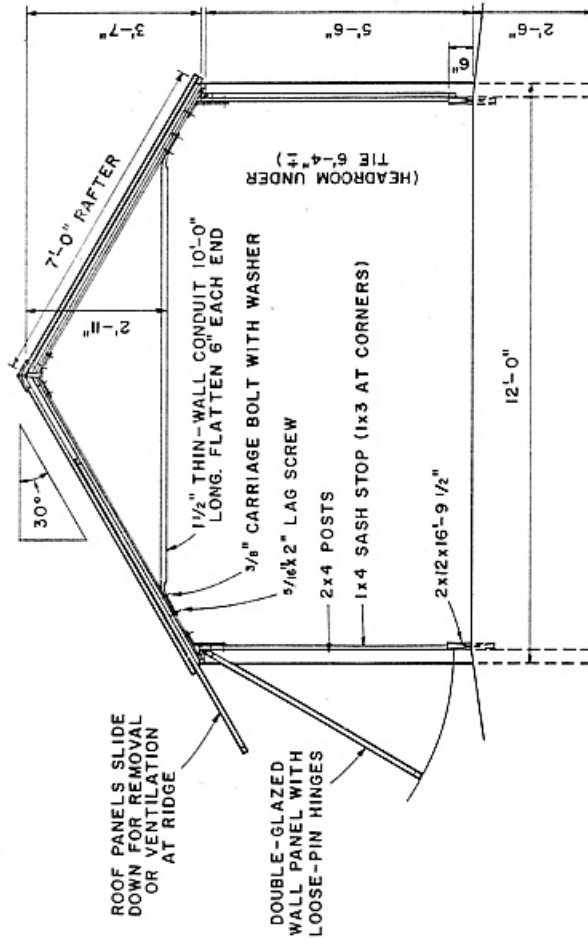 3'-7"
5'-6"
2'-6"
6"
7'-0" RAFTER
2'-11"
30°
(HEADROOM UNDER
TIE 6'-4" ±)
1 1/2" THIN-WALL CONDUIT 10'-0"
LONG. FLATTEN 6" EACH END
3/8" CARRIAGE BOLT WITH WASHER
5/16"x2" LAG SCREW
2x4 POSTS
1x4 SASH STOP (1x3 AT CORNERS)
2x12x16'-9 1/2"
12'-0"
ROOF PANELS SLIDE
DOWN FOR REMOVAL
OR VENTILATION
AT RIDGE
DOUBLE-GLAZED
WALL PANEL WITH
LOOSE-PIN HINGES